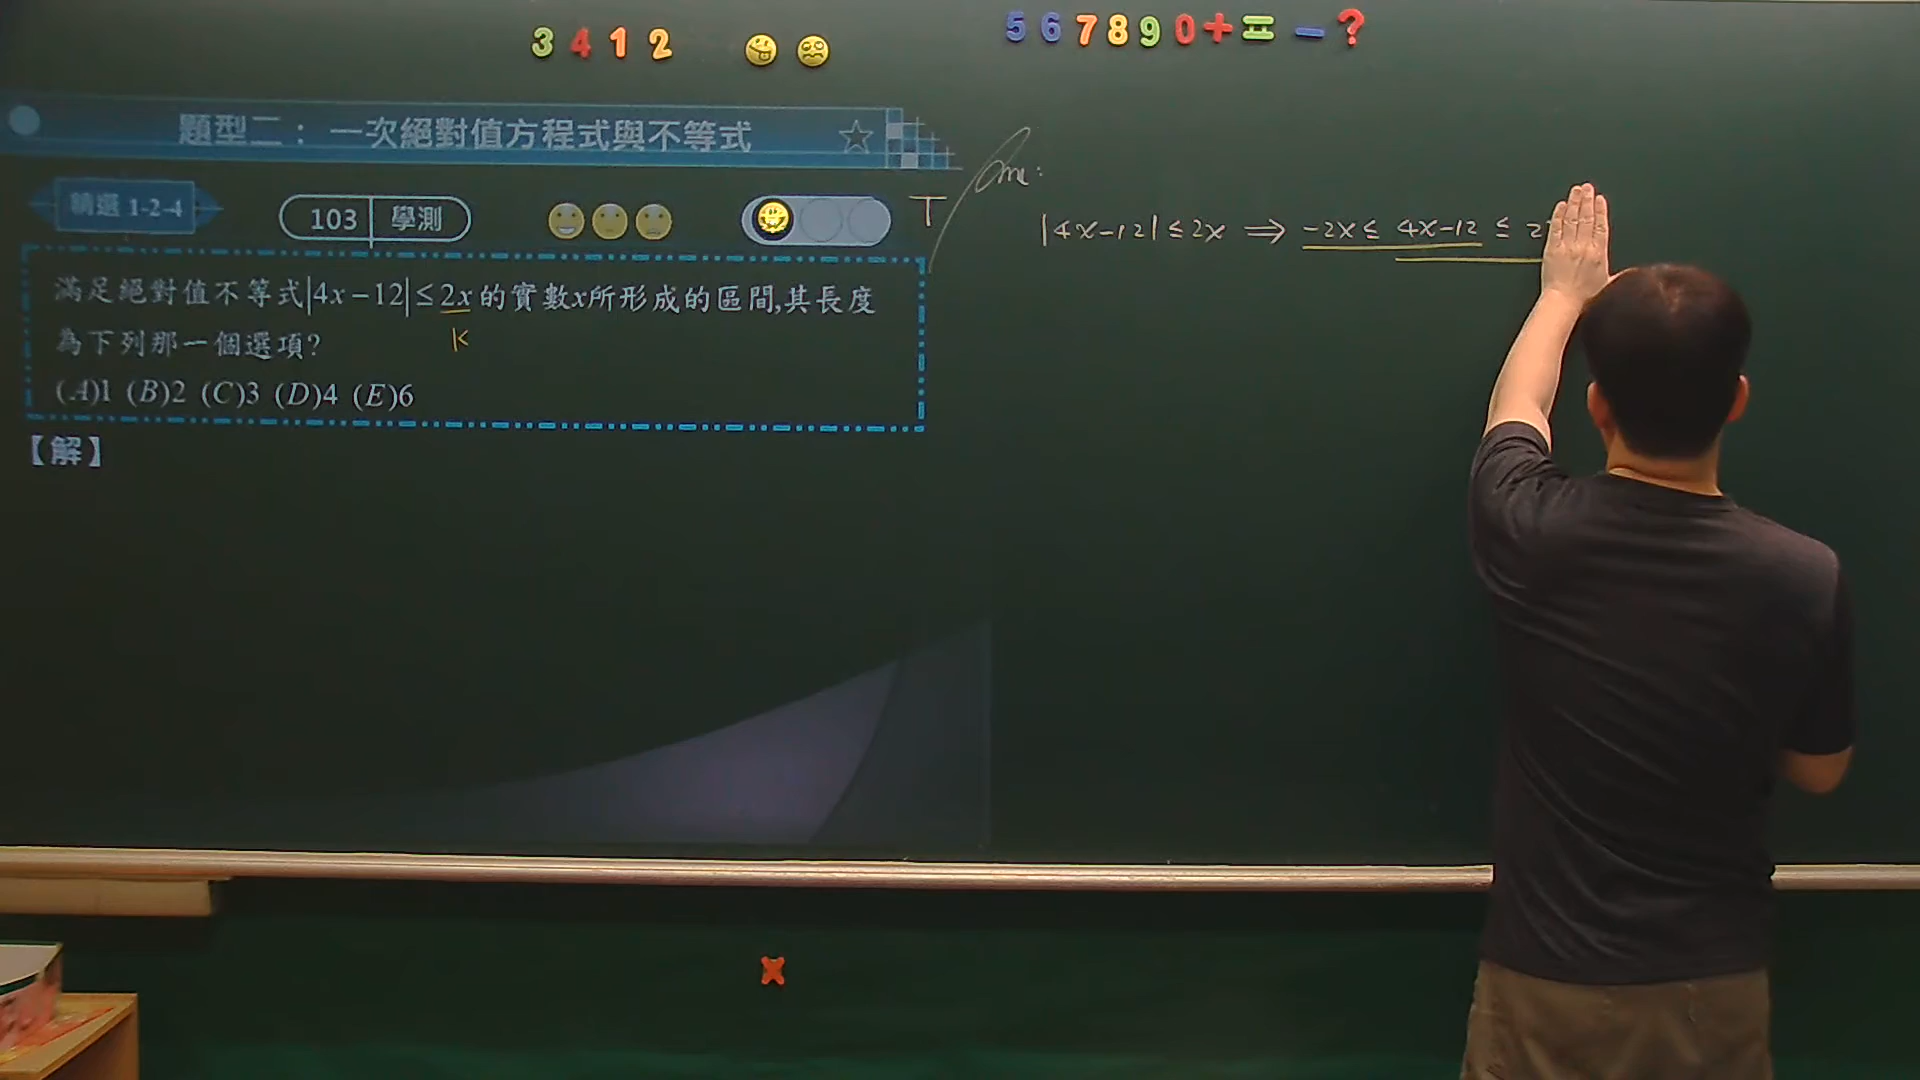 3 4 1 2
5 6 7 8 9 0 + = - ?
題型二： 一次絕對值方程式與不等式
精選 1-2-4
103 學測
T
滿足絕對值不等式|4x-12|≤2x的實數x所形成的區間,其長度
為下列那一個選項?
K
(A)1 (B)2 (C)3 (D)4 (E)6
【解】
|4x-12|≤2x ⇒ -2x≤ 4x-12 ≤ 2
x